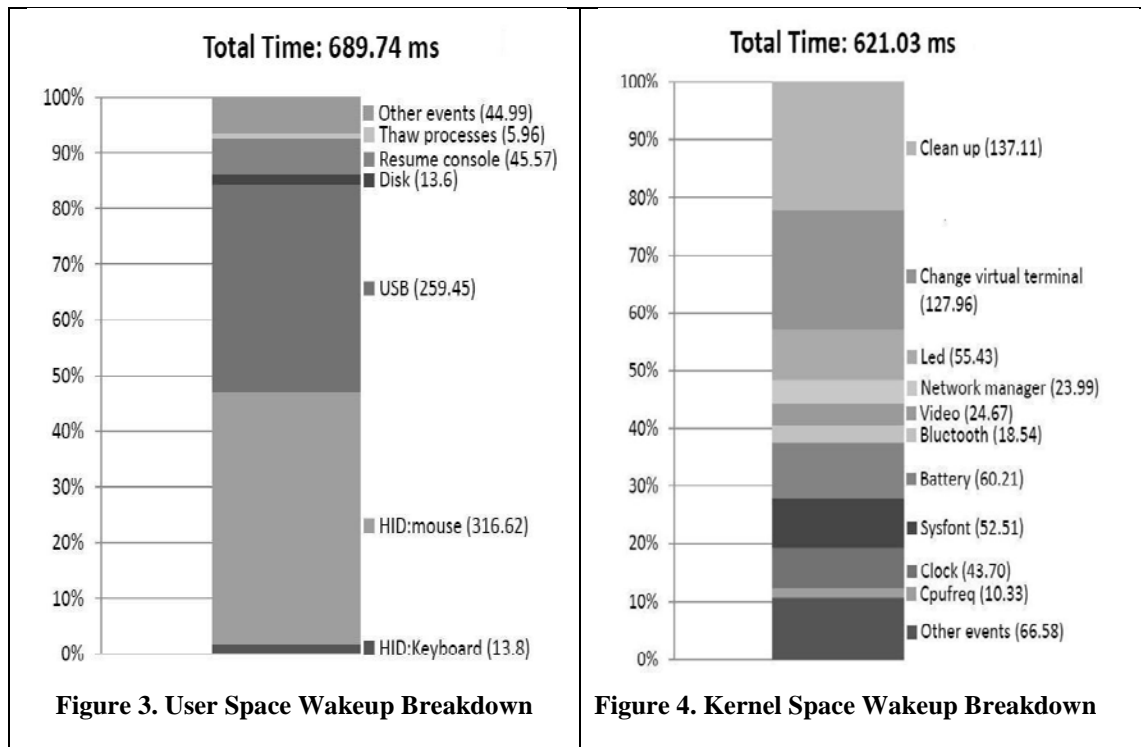 Total Time: 689.74 ms
100%
90%
80%
70%
60%
50%
40%
30%
20%
10%
0%
Other events (44.99)
Thaw processes (5.96)
Resume console (45.57)
Disk (13.6)
USB (259.45)
HID:mouse (316.62)
HID:Keyboard (13.8)
Figure 3. User Space Wakeup Breakdown
Total Time: 621.03 ms
100%
90%
80%
70%
60%
50%
40%
30%
20%
10%
0%
Clean up (137.11)
Change virtual terminal
(127.96)
Led (55.43)
Network manager (23.99)
Video (24.67)
Bluetooth (18.54)
Battery (60.21)
Sysfont (52.51)
Clock (43.70)
Cpufreq (10.33)
Other events (66.58)
Figure 4. Kernel Space Wakeup Breakdown